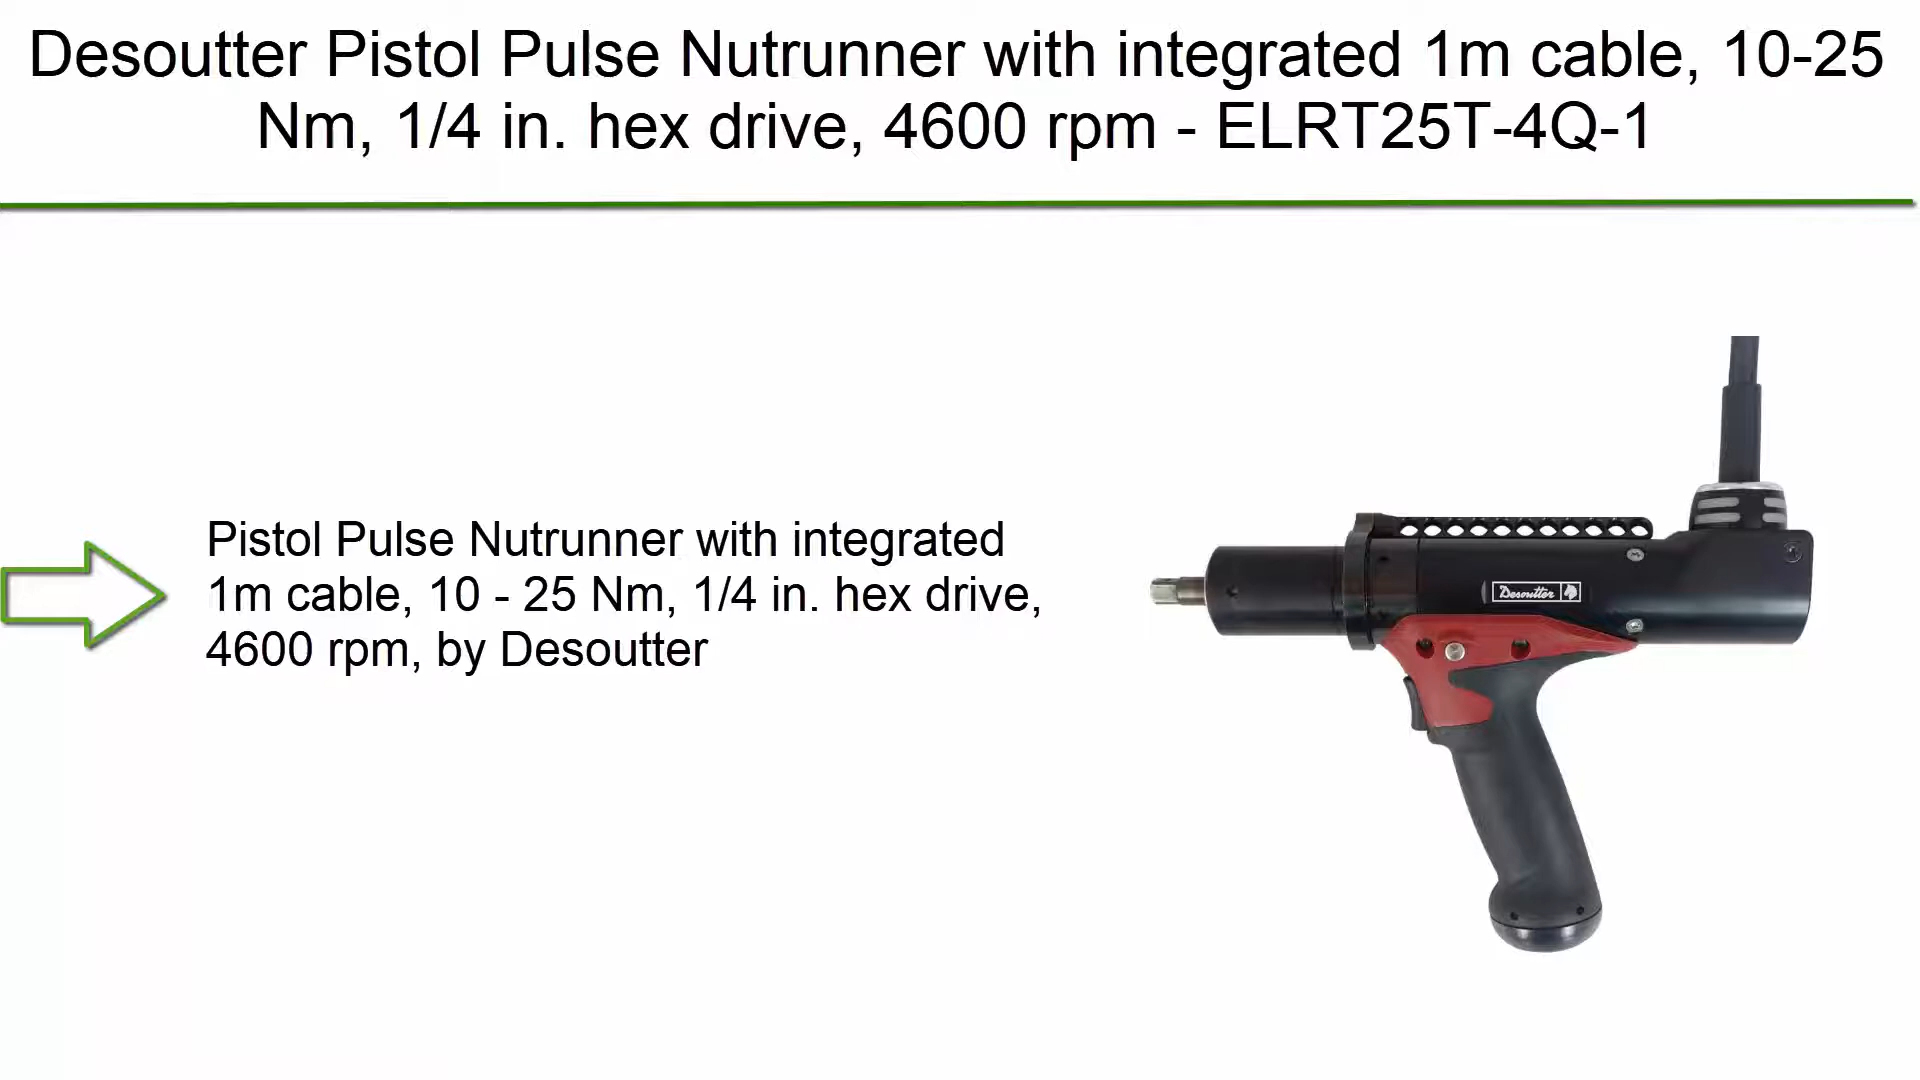 Desoutter Pistol Pulse Nutrunner with integrated 1m cable, 10-25
Nm, 1/4 in. hex drive, 4600 rpm - ELRT25T-4Q-1
Pistol Pulse Nutrunner with integrated
1m cable, 10 - 25 Nm, 1/4 in. hex drive,
4600 rpm, by Desoutter
Desoutter